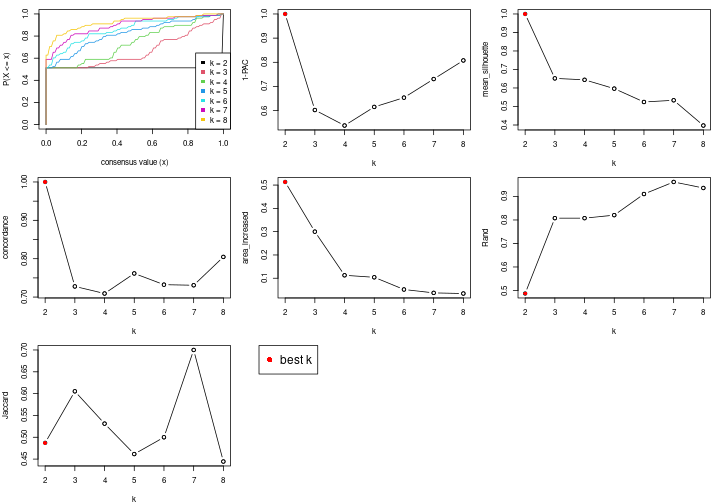 P(X <= x)
0.0 0.2 0.4 0.6 0.8 1.0
k = 2
k = 3
k = 4
k = 5
k = 6
k = 7
k = 8
0.0 0.2 0.4 0.6 0.8 1.0
consensus value (x)
1-PAC
0.6 0.7 0.8 0.9 1.0
2 3 4 5 6 7 8
k
mean_silhouette
0.4 0.5 0.6 0.7 0.8 0.9 1.0
2 3 4 5 6 7 8
k
concordance
0.70 0.80 0.90 1.00
2 3 4 5 6 7 8
k
area_increased
0.1 0.2 0.3 0.4 0.5
2 3 4 5 6 7 8
k
Rand
0.5 0.6 0.7 0.8 0.9
2 3 4 5 6 7 8
k
Jaccard
0.45 0.50 0.55 0.60 0.65 0.70
2 3 4 5 6 7 8
k
best k